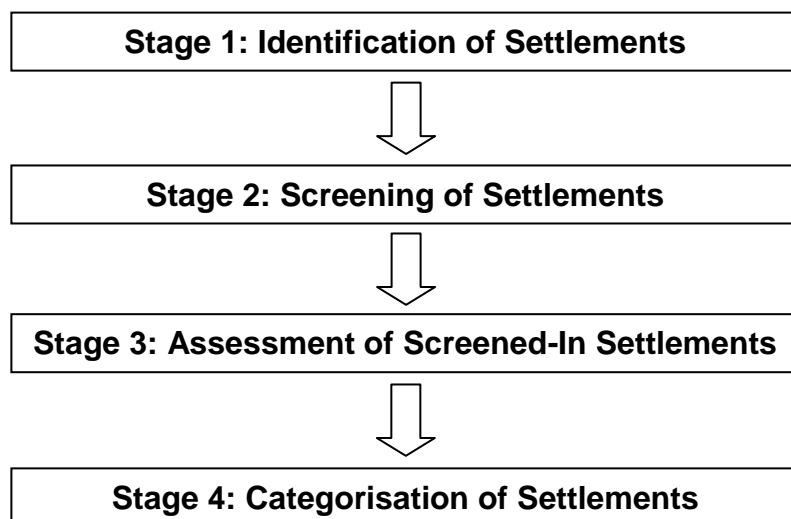 Stage 1: Identification of Settlements
Stage 2: Screening of Settlements
Stage 3: Assessment of Screened-In Settlements
Stage 4: Categorisation of Settlements